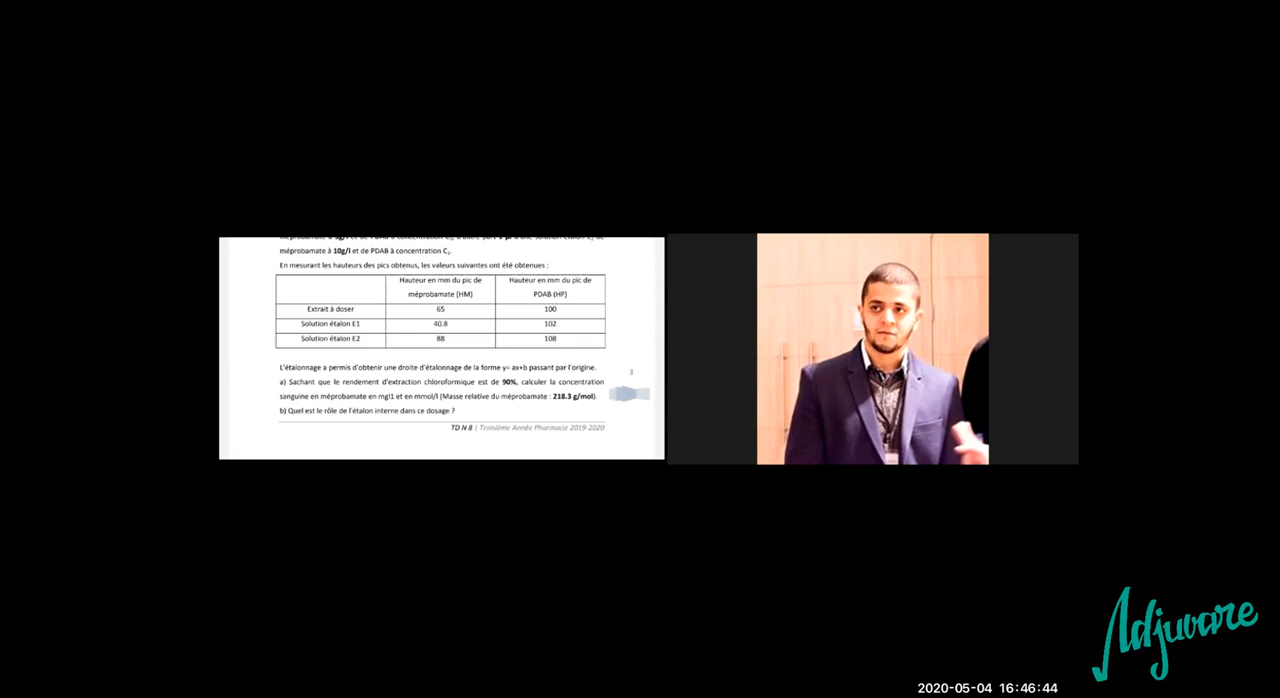 méprobamate à 10g/l et de PDAB à concentration C₀.
En mesurant les hauteurs des pics obtenus, les valeurs suivantes ont été obtenues :
Hauteur en mm du pic de méprobamate (HM)
Hauteur en mm du pic de PDAB (HP)
Extrait à doser 65 100
Solution étalon E1 40.8 102
Solution étalon E2 88 108
L'étalonnage a permis d'obtenir une droite d'étalonnage de la forme y= ax+b passant par l'origine.
a) Sachant que le rendement d'extraction chloroformique est de 90%, calculer la concentration
sanguine en méprobamate en mgl1 et en mmol/l (Masse relative du méprobamate : 218.3 g/mol).
b) Quel est le rôle de l'étalon interne dans ce dosage ?
3
TD N 8 | Troisième Année Pharmacie 2019-2020
Adjuvare
2020-05-04 16:46:44